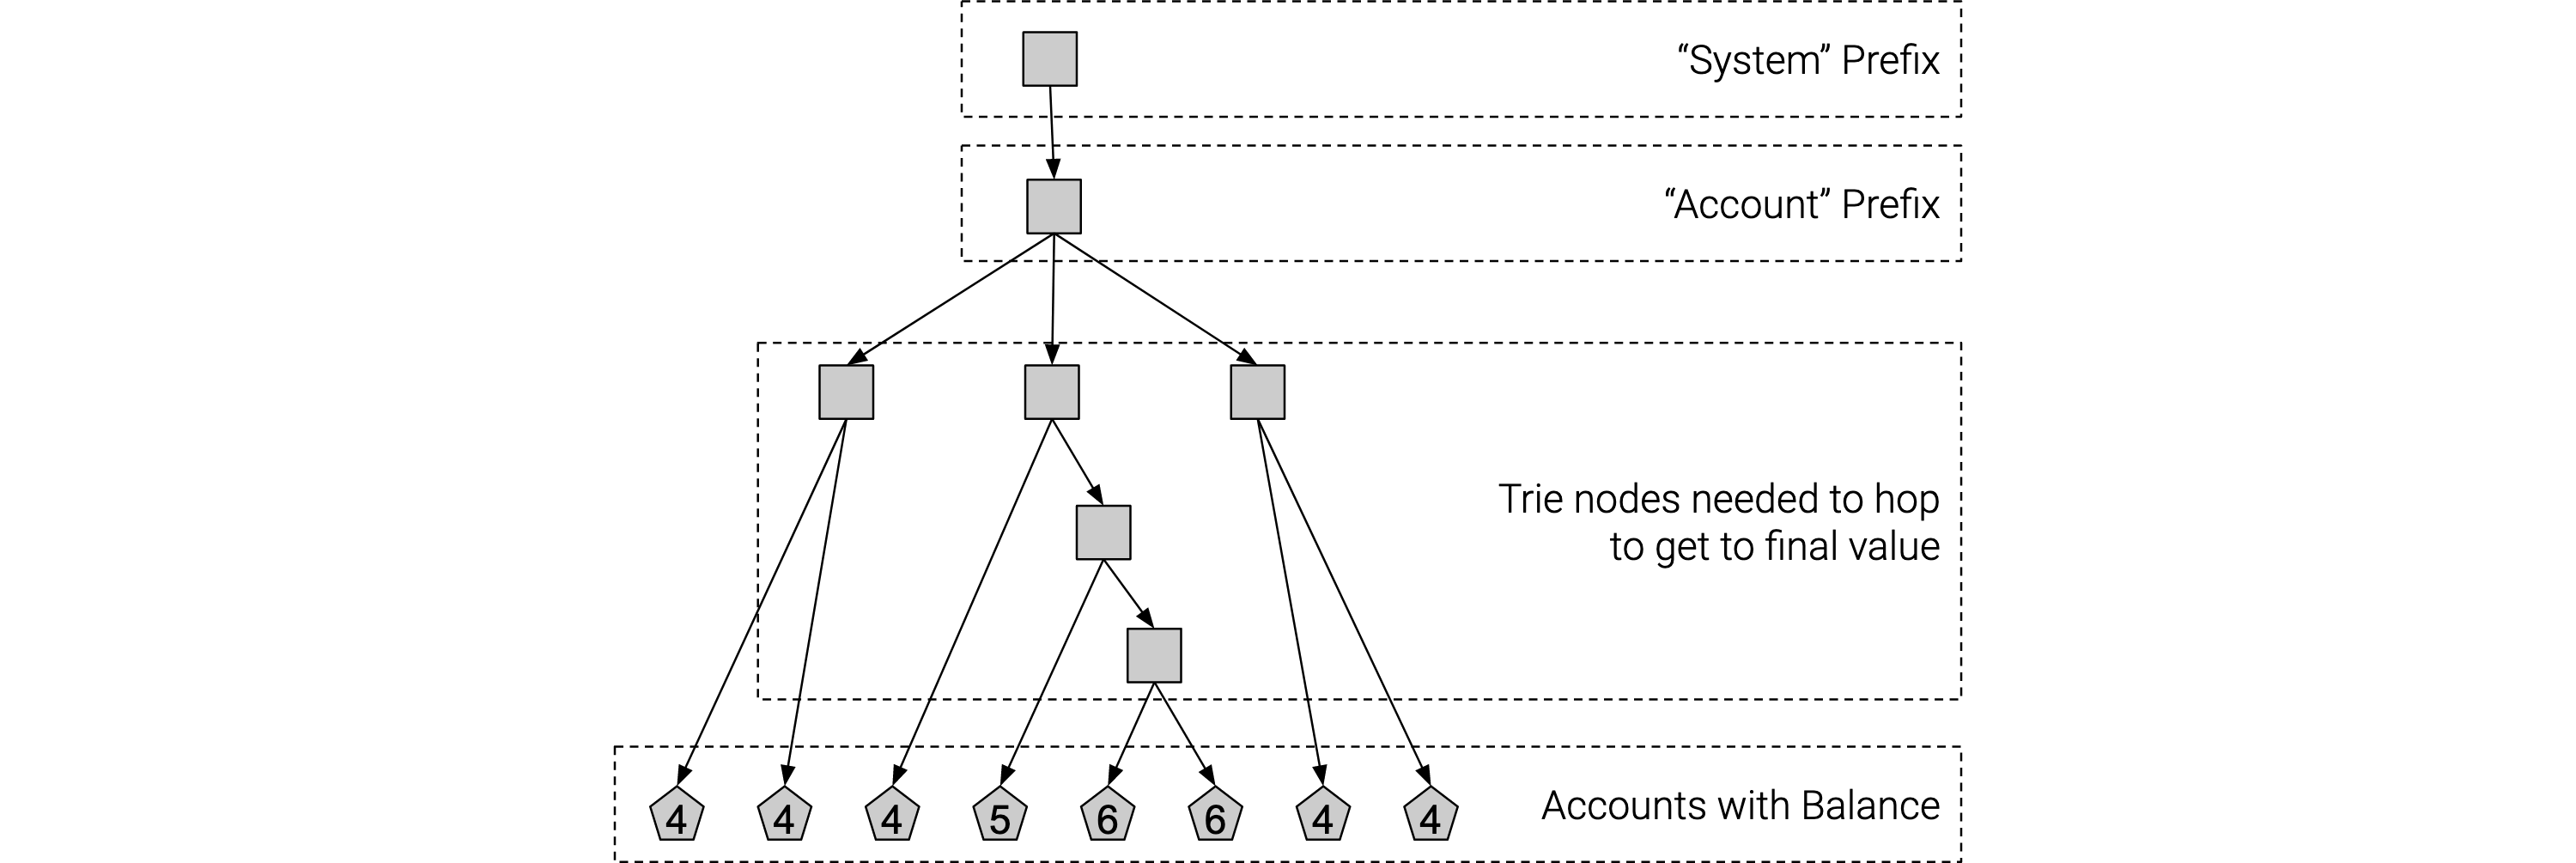 “System” Prefix
“Account” Prefix
Trie nodes needed to hop
to get to final value
4 4 4 5 6 6 4 4 Accounts with Balance